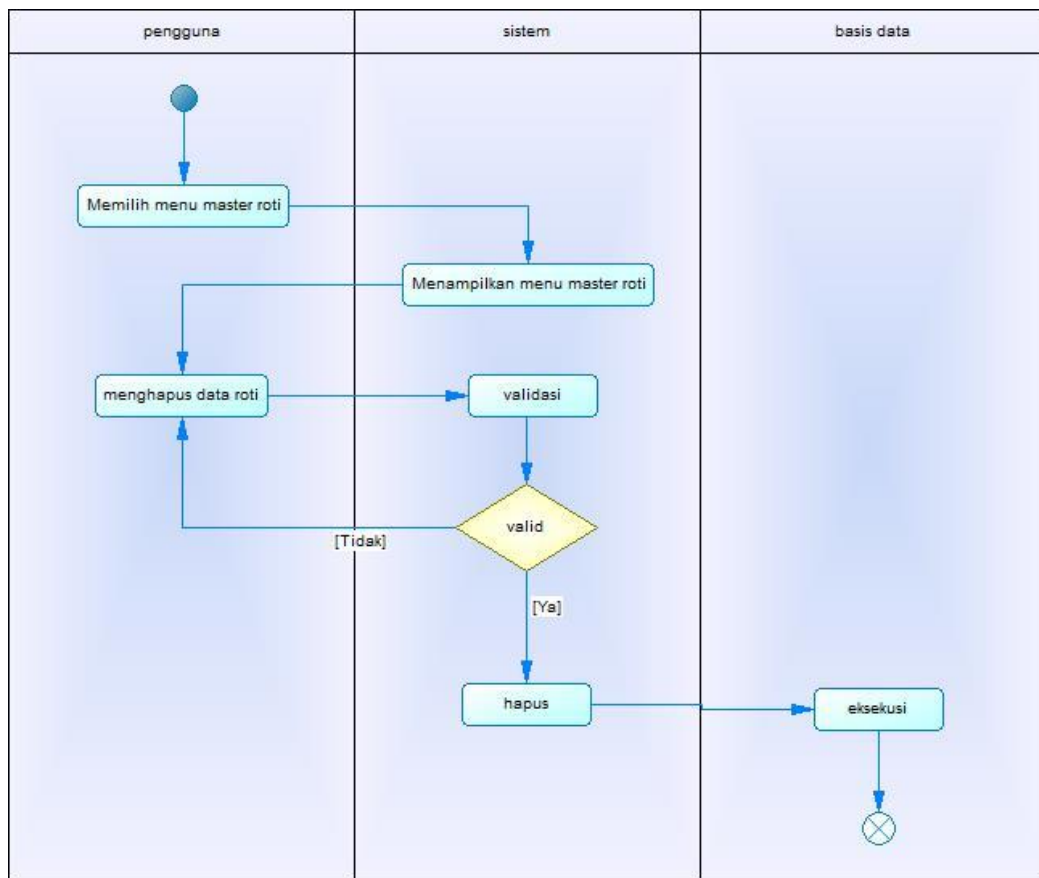 pengguna
sistem
basis data
Memilih menu master roti
Menampilkan menu master roti
menghapus data roti
validasi
valid
[Tidak]
[Ya]
hapus
eksekusi